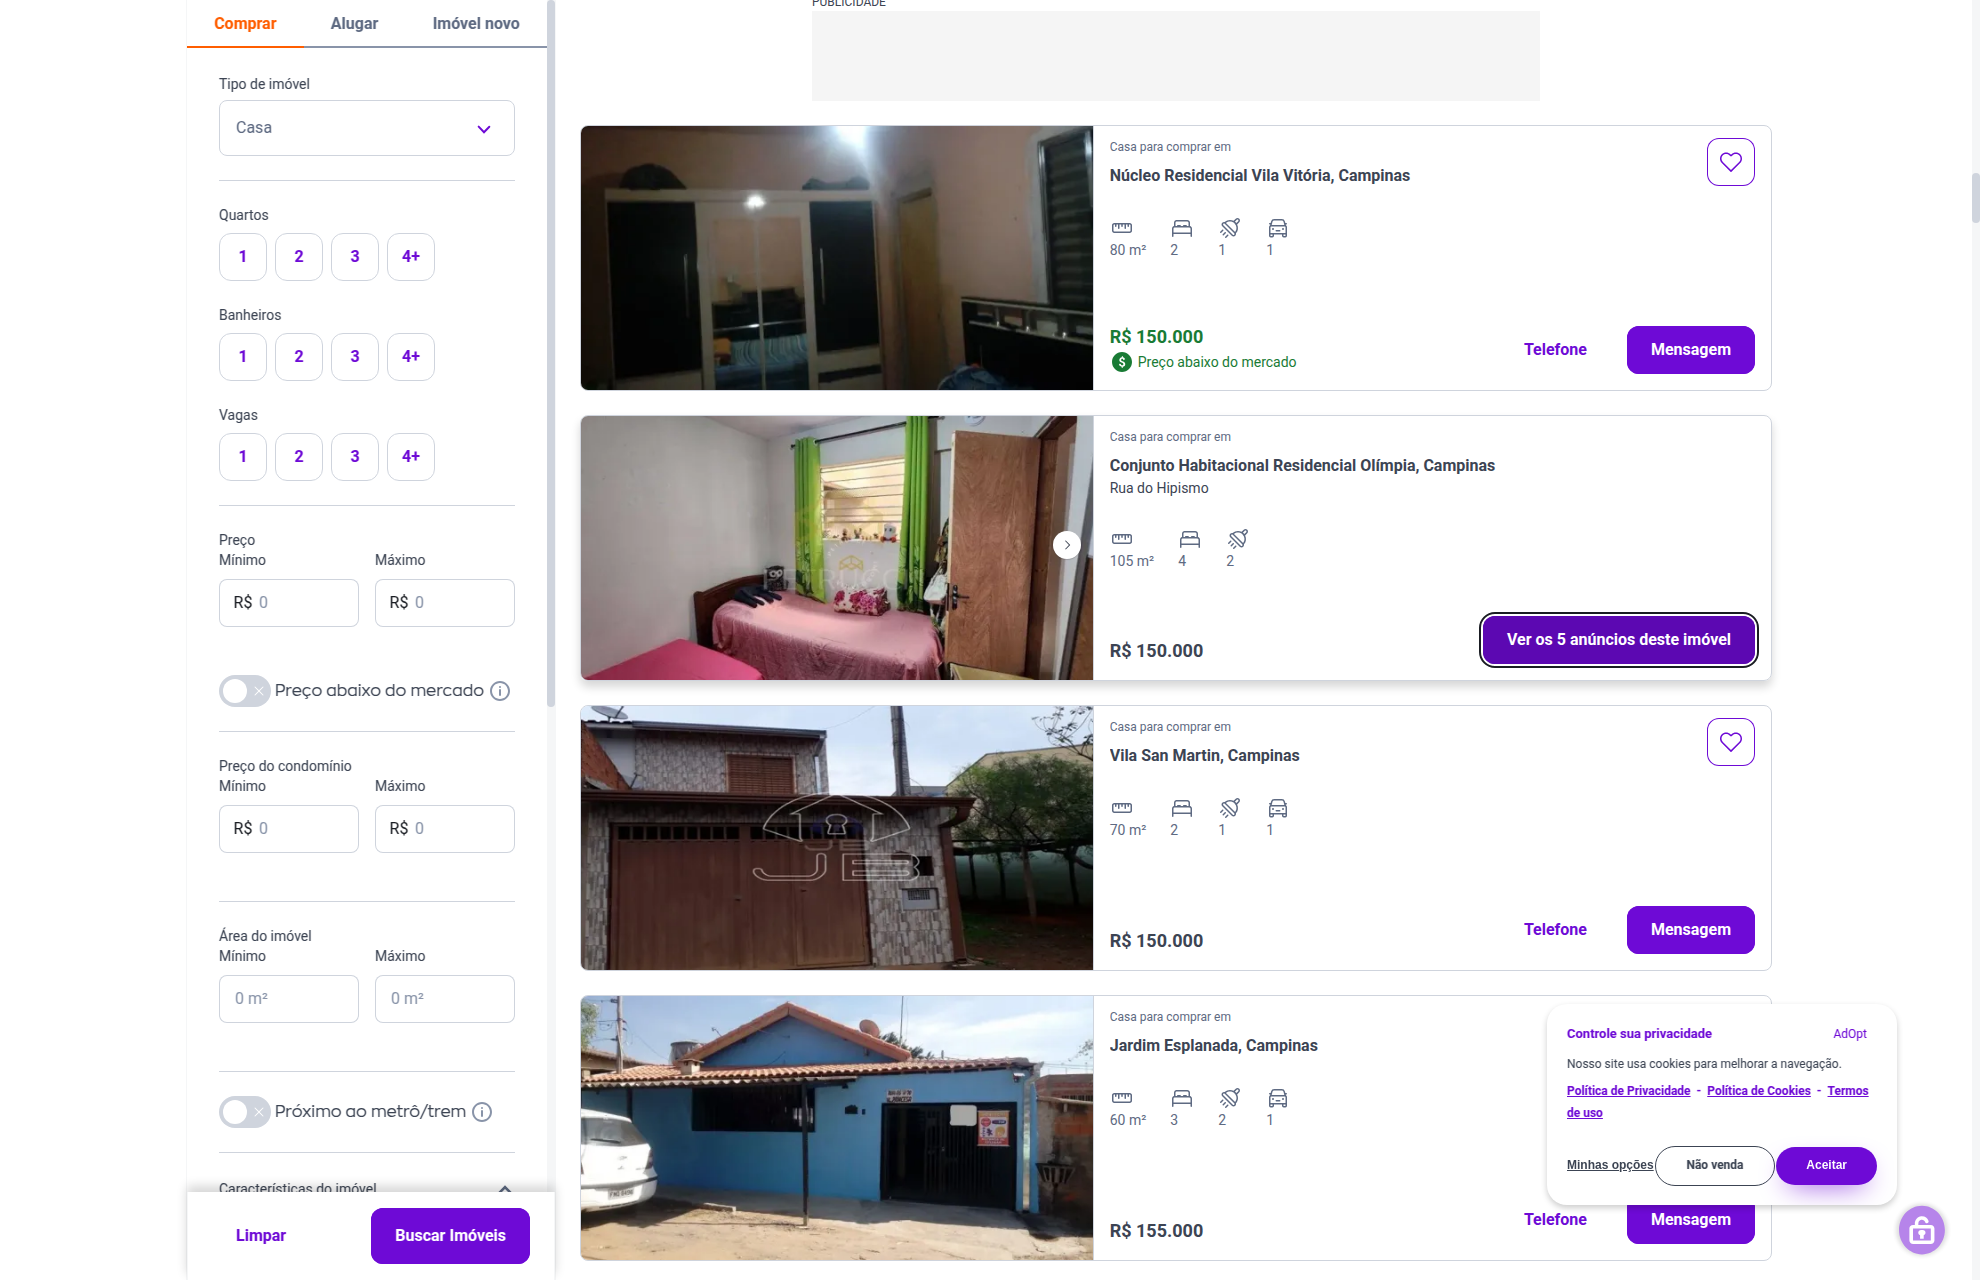 Comprar
Alugar
Imóvel novo
Tipo de imóvel
Casa
Quartos
1
2
3
4+
Banheiros
1
2
3
4+
Vagas
1
2
3
4+
Preço
Mínimo
Máximo
R$ 0
R$ 0
Preço abaixo do mercado
Preço do condomínio
Mínimo
Máximo
R$ 0
R$ 0
Área do imóvel
Mínimo
Máximo
0 m²
0 m²
Próximo ao metrô/trem
Características do imóvel
Limpar
Buscar Imóveis
PUBLICIDADE
Casa para comprar em
Núcleo Residencial Vila Vitória, Campinas
80 m²
2
1
1
R$ 150.000
Preço abaixo do mercado
Telefone
Mensagem
Casa para comprar em
Conjunto Habitacional Residencial Olímpia, Campinas
Rua do Hipismo
105 m²
4
2
R$ 150.000
Ver os 5 anúncios deste imóvel
JB
Casa para comprar em
Vila San Martin, Campinas
70 m²
2
1
1
R$ 150.000
Telefone
Mensagem
Casa para comprar em
Jardim Esplanada, Campinas
60 m²
3
2
1
R$ 155.000
Telefone
Mensagem
Controle sua privacidade
AdOpt
Nosso site usa cookies para melhorar a navegação.
Política de Privacidade - Política de Cookies - Termos
de uso
Minhas opções
Não venda
Aceitar